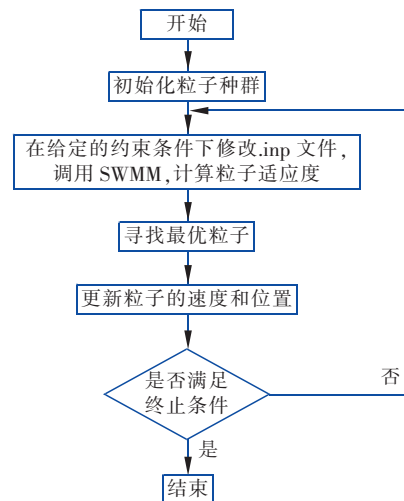 开始
初始化粒子种群
在给定的约束条件下修改.inp 文件，
调用 SWMM,计算粒子适应度
寻找最优粒子
更新粒子的速度和位置
是否满足
终止条件
否
是
结束